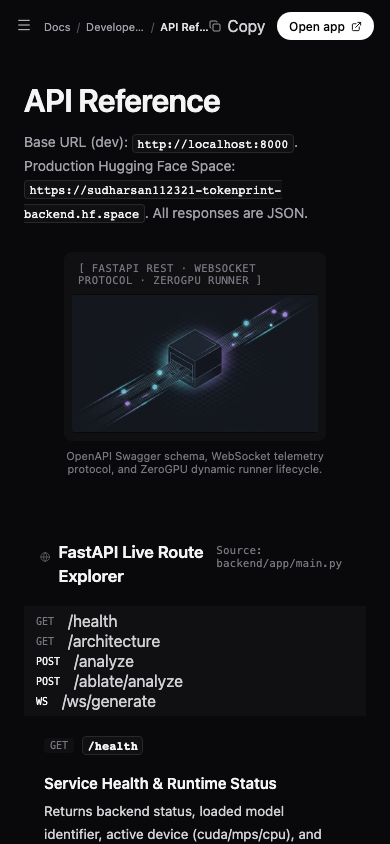 Docs / Develope... / API Ref... Copy Open app
API Reference
Base URL (dev): http://localhost:8000.
Production Hugging Face Space:
https://sudharsan112321-tokenprint-
backend.hf.space. All responses are JSON.
[ FASTAPI REST · WEBSOCKET
PROTOCOL · ZEROGPU RUNNER ]
OpenAPI Swagger schema, WebSocket telemetry
protocol, and ZeroGPU dynamic runner lifecycle.
FastAPI Live Route
Explorer
Source:
backend/app/main.py
GET /health
GET /architecture
POST /analyze
POST /ablate/analyze
WS /ws/generate
GET /health
Service Health & Runtime Status
Returns backend status, loaded model
identifier, active device (cuda/mps/cpu), and